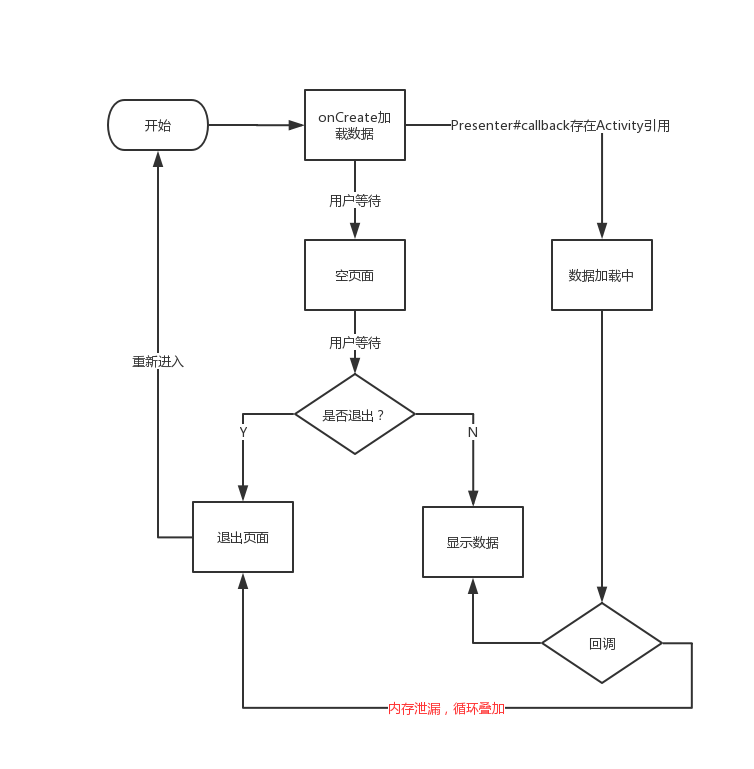 开始
onCreate加
载数据
Presenter#callback存在Activity引用
用户等待
空页面
数据加载中
用户等待
重新进入
是否退出？
Y
N
退出页面
显示数据
回调
内存泄漏，循环叠加